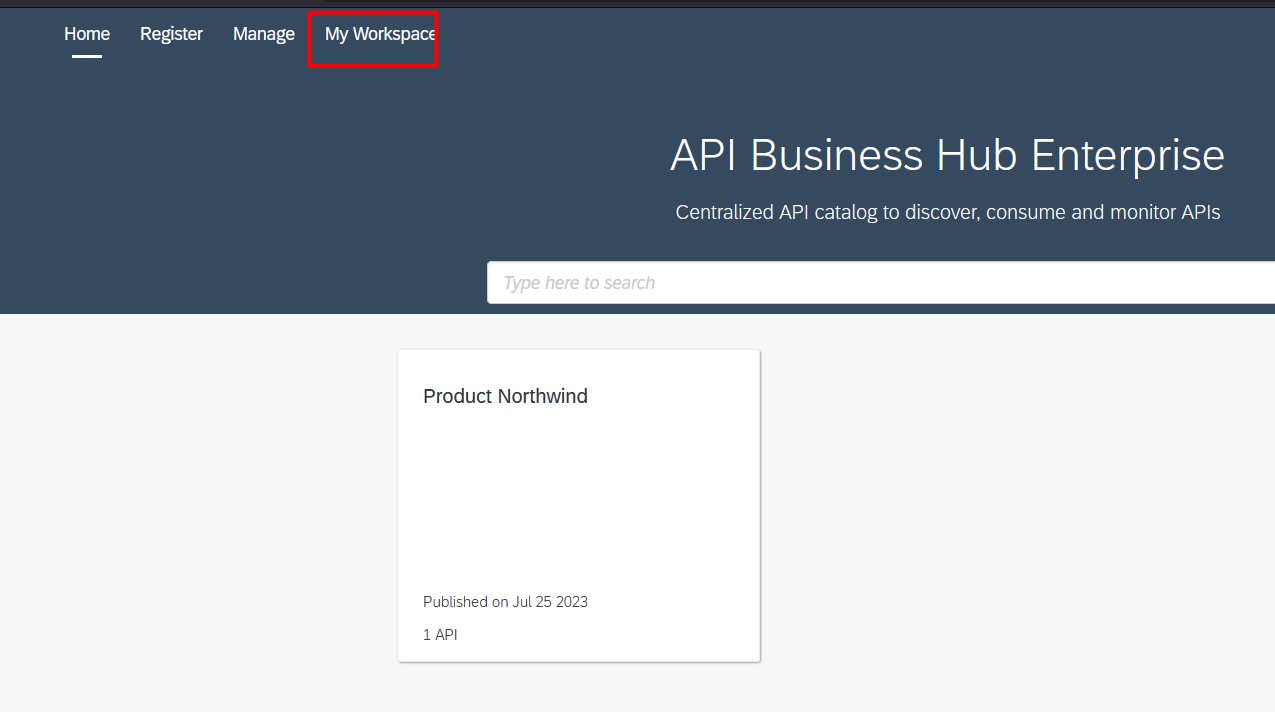 Home Register Manage My Workspace
API Business Hub Enterprise
Centralized API catalog to discover, consume and monitor APIs
Type here to search
Product Northwind
Published on Jul 25 2023
1 API